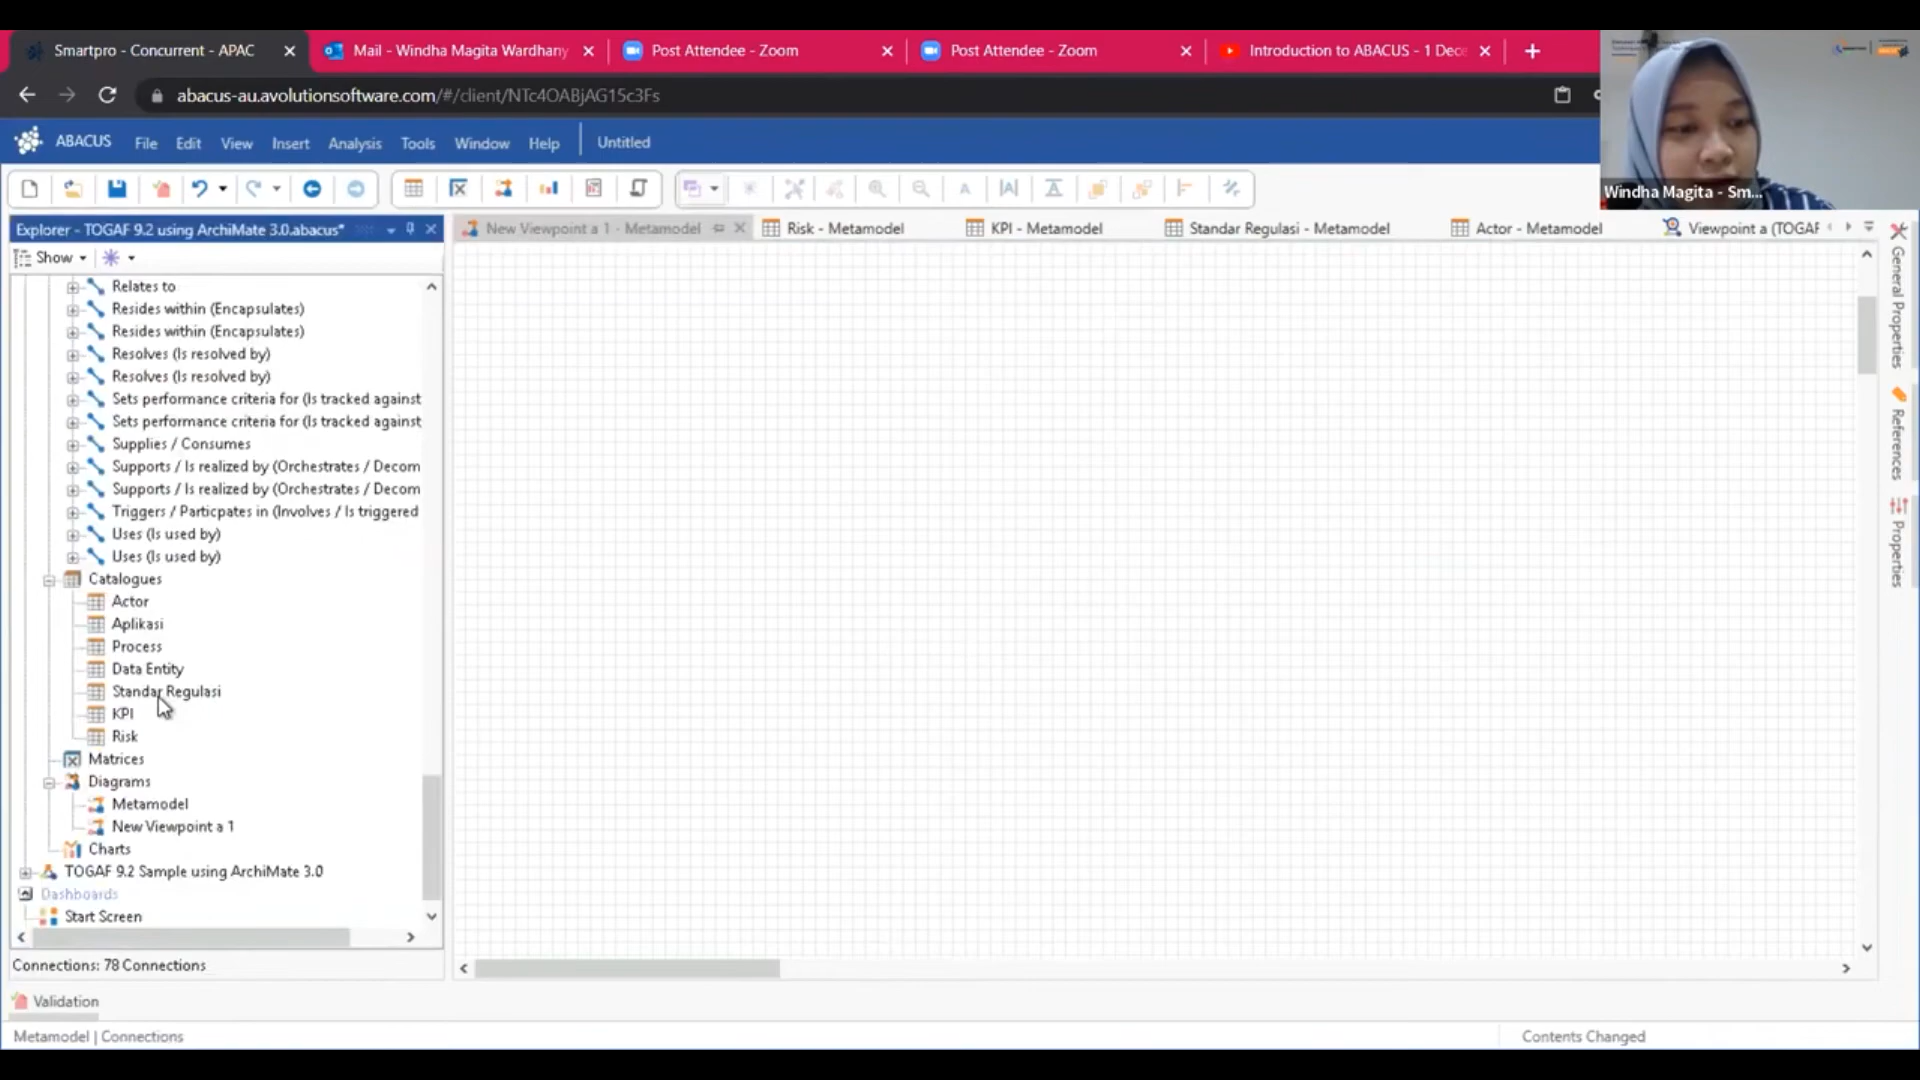 Smartpro - Concurrent - APAC
Mail - Windha Magita Wardhany
Post Attendee - Zoom
Post Attendee - Zoom
Introduction to ABACUS - 1 Dece
abacus-au.avolutionsoftware.com/#/client/NTc4OABjAG15c3Fs
Windha Magita - Sm...
ABACUS File Edit View Insert Analysis Tools Window Help Untitled
Explorer - TOGAF 9.2 using ArchiMate 3.0.abacus*
New Viewpoint a 1 - Metamodel
Risk - Metamodel
KPI - Metamodel
Standar Regulasi - Metamodel
Actor - Metamodel
Viewpoint a (TOGAF
Show
Relates to
Resides within (Encapsulates)
Resides within (Encapsulates)
Resolves (Is resolved by)
Resolves (Is resolved by)
Sets performance criteria for (Is tracked against
Sets performance criteria for (Is tracked against
Supplies / Consumes
Supports / Is realized by (Orchestrates / Decom
Supports / Is realized by (Orchestrates / Decom
Triggers / Particpates in (Involves / Is triggered
Uses (Is used by)
Uses (Is used by)
Catalogues
Actor
Aplikasi
Process
Data Entity
Standar Regulasi
KPI
Risk
Matrices
Diagrams
Metamodel
New Viewpoint a 1
Charts
TOGAF 9.2 Sample using ArchiMate 3.0
Dashboards
Start Screen
Connections: 78 Connections
Validation
Metamodel | Connections
Contents Changed
General Properties
References
Properties